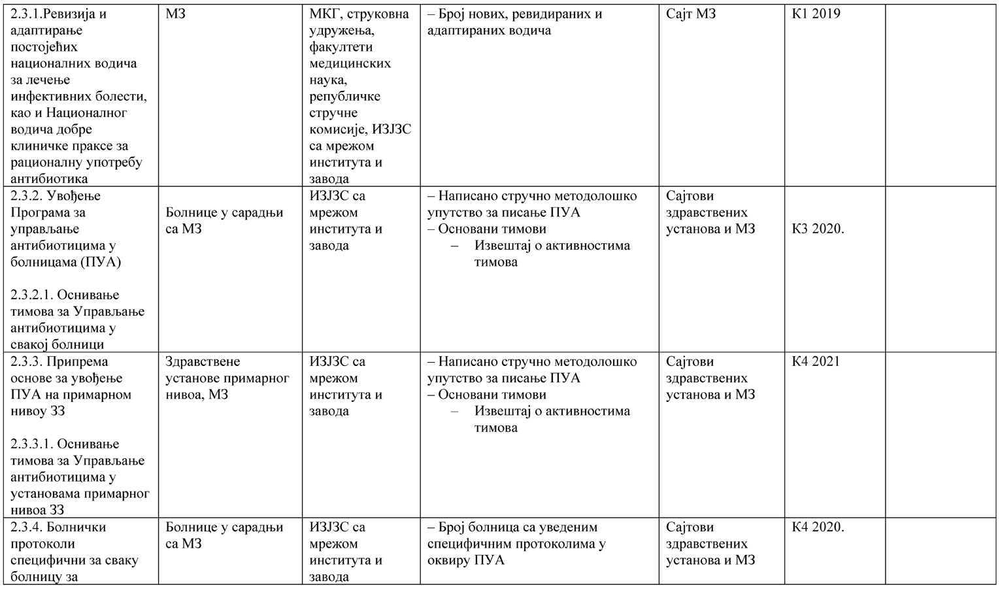 2.3.1.Ревизија и
адаптирање
постојећих
националних водича
за лечење
инфективних болести,
као и Националног
водича добре
клиничке праксе за
рационалну употребу
антибиотика
МЗ
МКГ, струковна
удружења,
факултети
медицинских
наука,
републичке
стручне
комисије, ИЗЈЗС
са мрежом
института и
завода
– Број нових, ревидираних и
адаптираних водича
Сајт МЗ
К1 2019
2.3.2. Увођење
Програма за
управљање
антибиотицима у
болницама (ПУА)
2.3.2.1. Оснивање
тимова за Управљање
антибиотицима у
свакој болници
Болнице у сарадњи
са МЗ
ИЗЈЗС са
мрежом
института и
завода
– Написано стручно методолошко
упутство за писање ПУА
– Основани тимови
– Извештај о активностима
тимова
Сајтови
здравствених
установа и МЗ
К3 2020.
2.3.3. Припрема
основе за увођење
ПУА на примарном
нивоу ЗЗ
2.3.3.1. Оснивање
тимова за Управљање
антибиотицима у
установама примарног
нивоа ЗЗ
Здравствене
установе примарног
нивоа, МЗ
ИЗЈЗС са
мрежом
института и
завода
– Написано стручно методолошко
упутство за писање ПУА
– Основани тимови
– Извештај о активностима
тимова
Сајтови
здравствених
установа и МЗ
К4 2021
2.3.4. Болнички
протоколи
специфични за сваку
болницу за
Болнице у сарадњи
са МЗ
ИЗЈЗС са
мрежом
института и
завода
– Број болница са уведеним
специфичним протоколима у
оквиру ПУА
Сајтови
здравствених
установа и МЗ
К4 2020.